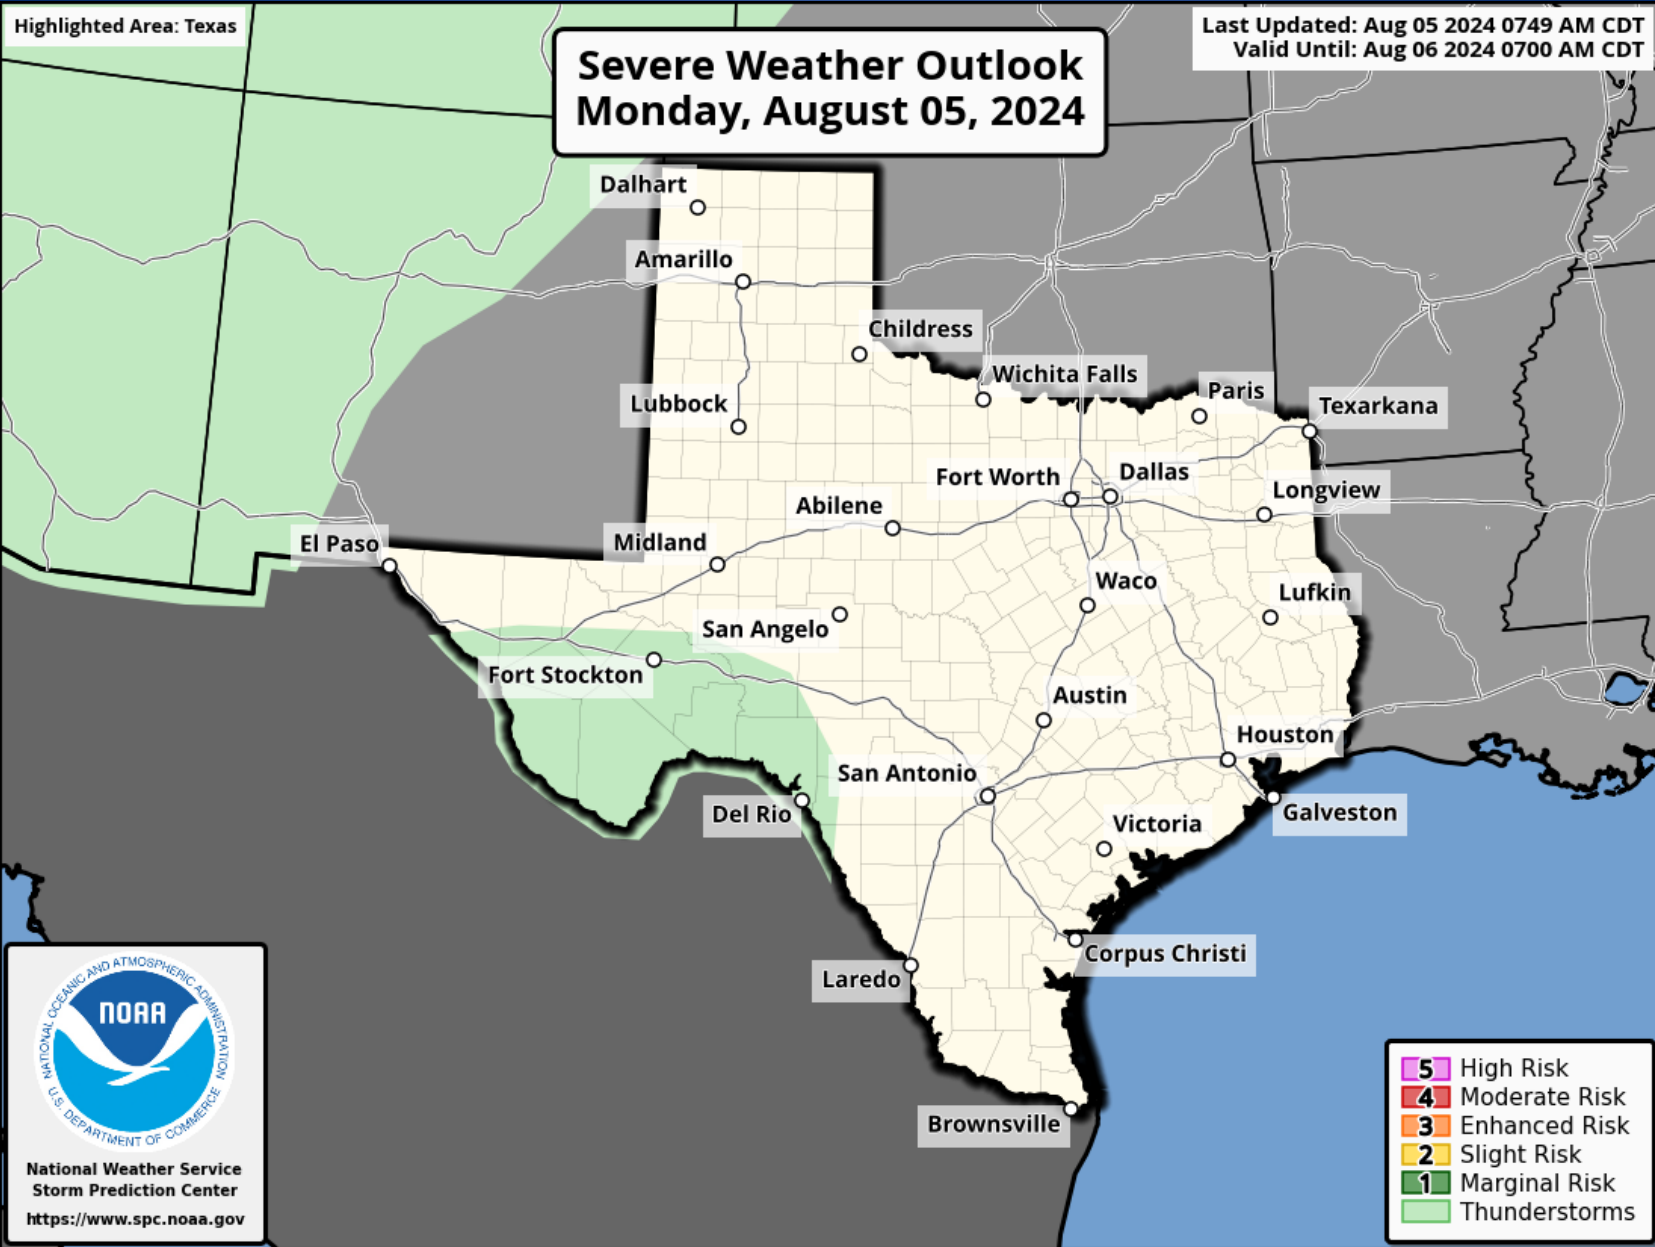 Highlighted Area: Texas
Severe Weather Outlook
Monday, August 05, 2024
Last Updated: Aug 05 2024 0749 AM CDT
Valid Until: Aug 06 2024 0700 AM CDT
Dalhart
Amarillo
Childress
Wichita Falls
Paris
Lubbock
Texarkana
Fort Worth
Dallas
Longview
Abilene
El Paso
Midland
Waco
Lufkin
San Angelo
Fort Stockton
Austin
Houston
San Antonio
Del Rio
Galveston
Victoria
Corpus Christi
Laredo
Brownsville
NATIONAL OCEANIC AND ATMOSPHERIC ADMINISTRATION
NOAA
U.S. DEPARTMENT OF COMMERCE
National Weather Service
Storm Prediction Center
https://www.spc.noaa.gov
5 High Risk
4 Moderate Risk
3 Enhanced Risk
2 Slight Risk
1 Marginal Risk
Thunderstorms